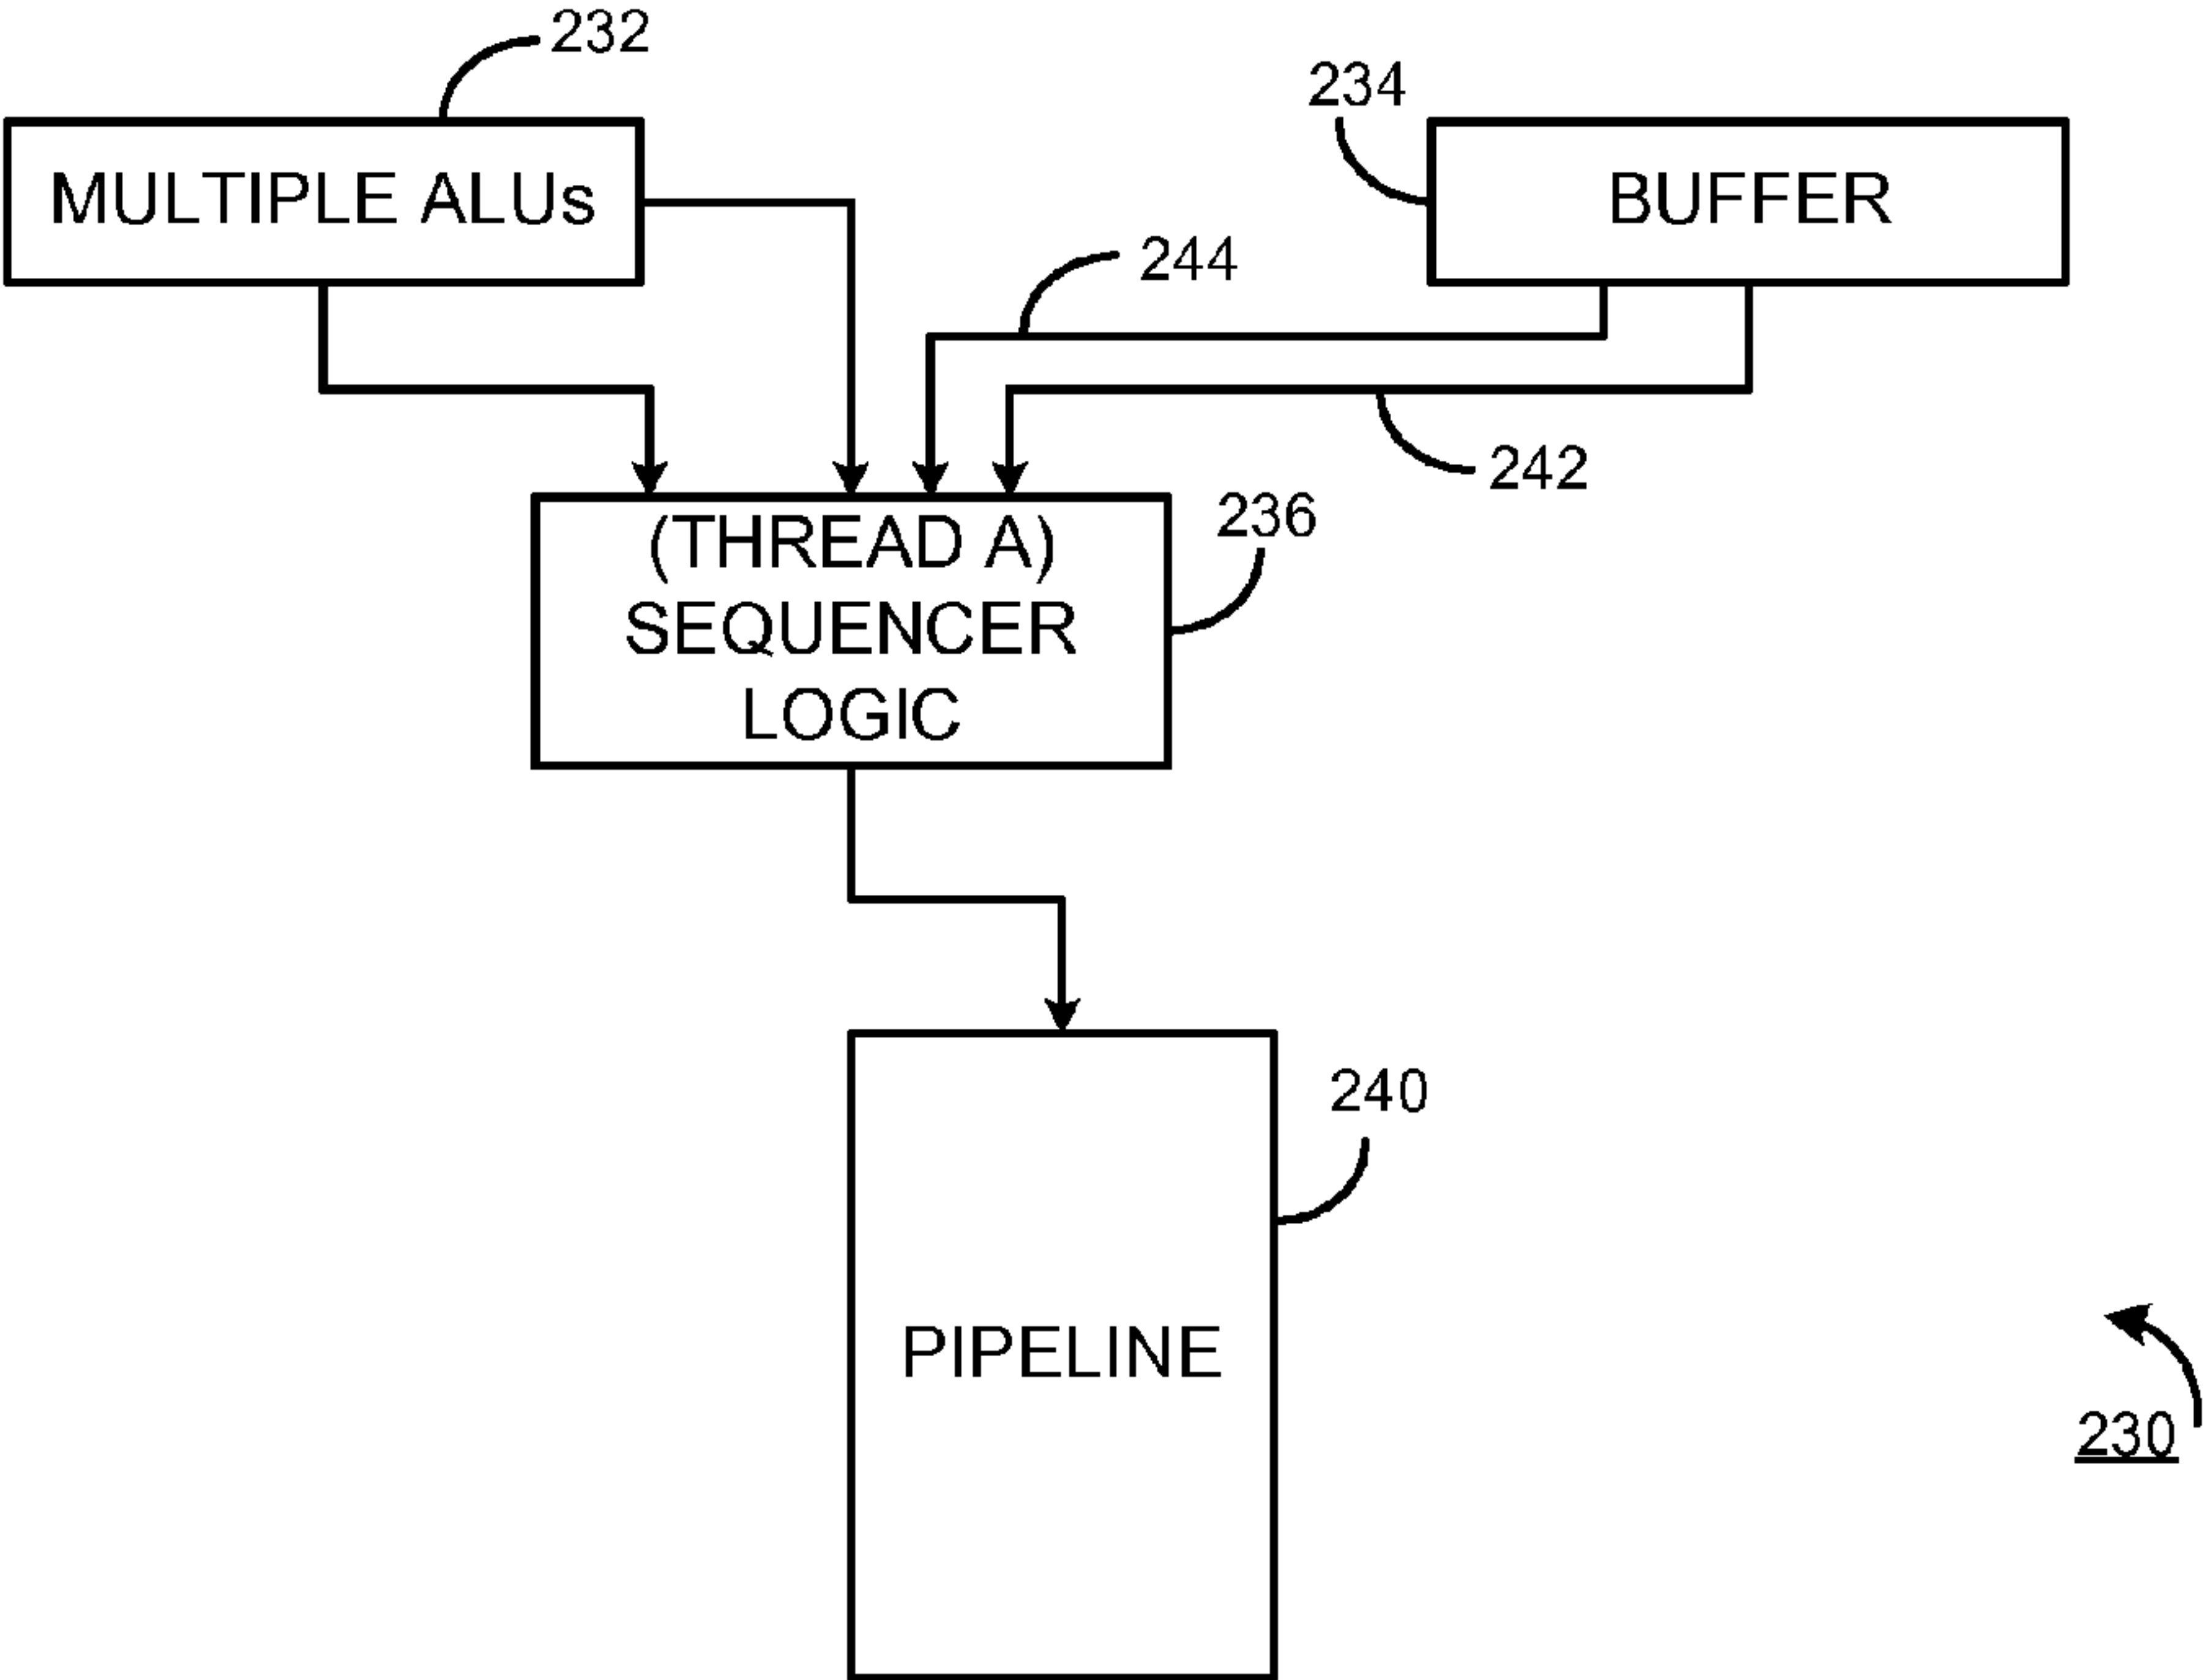 232
234
MULTIPLE ALUs
BUFFER
244
242
(THREAD A)
SEQUENCER
LOGIC
236
240
PIPELINE
230